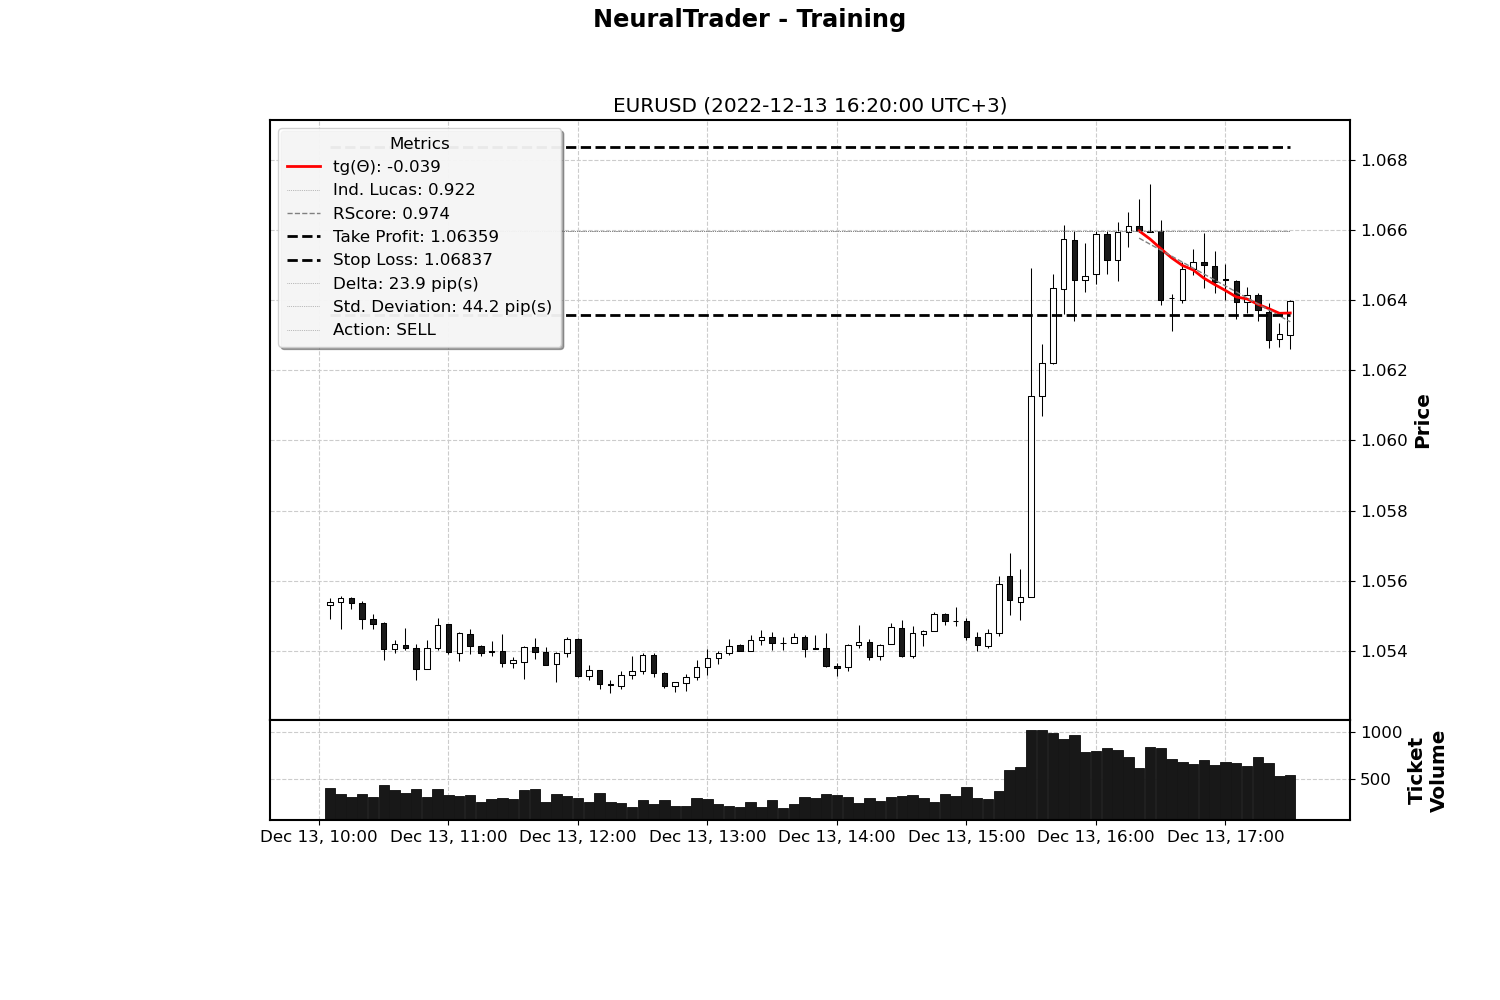 NeuralTrader - Training
EURUSD (2022-12-13 16:20:00 UTC+3)
Metrics
tg(Θ): -0.039
Ind. Lucas: 0.922
RScore: 0.974
Take Profit: 1.06359
Stop Loss: 1.06837
Delta: 23.9 pip(s)
Std. Deviation: 44.2 pip(s)
Action: SELL
1.068
1.066
1.064
1.062
1.060
1.058
1.056
1.054
Price
1000
500
Ticket
Volume
Dec 13, 10:00 Dec 13, 11:00 Dec 13, 12:00 Dec 13, 13:00 Dec 13, 14:00 Dec 13, 15:00 Dec 13, 16:00 Dec 13, 17:00